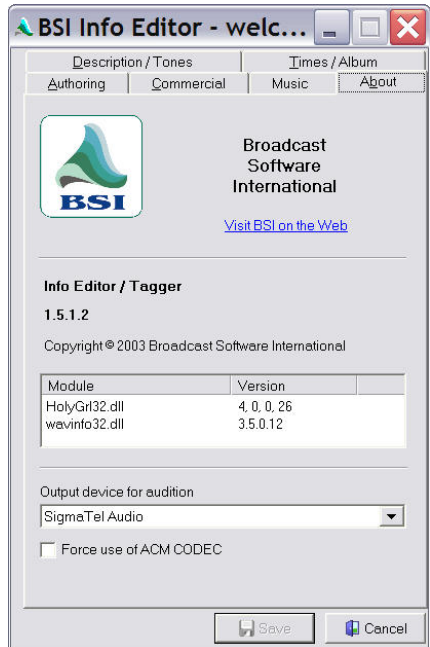 BSI Info Editor - welc...
Description / Tones Times / Album
Authoring Commercial Music About
BSI
Broadcast
Software
International
Visit BSI on the Web
Info Editor / Tagger
1.5.1.2
Copyright © 2003 Broadcast Software International
Module Version
HolyGrl32.dll 4, 0, 0, 26
wavinfo32.dll 3.5.0.12
Output device for audition
SigmaTel Audio
Force use of ACM CODEC
Save Cancel